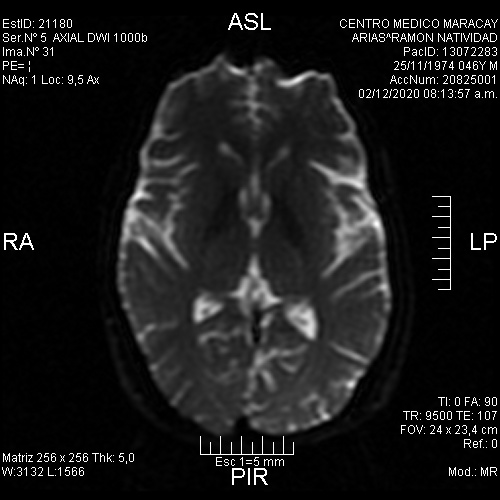 EstID: 21180
Ser.Nº 5 AXIAL DWI 1000b
Ima.Nº 31
PE= ¦
NAq: 1 Loc: 9,5 Ax
ASL
CENTRO MEDICO MARACAY
ARIAS^RAMON NATIVIDAD
PacID: 13072283
25/11/1974 046Y M
AccNum: 20825001
02/12/2020 08:13:57 a.m.
RA
LP
TI: 0 FA: 90
TR: 9500 TE: 107
FOV: 24 x 23,4 cm
Ref.: 0
Matriz 256 x 256 Thk: 5,0
W:3132 L:1566
Esc 1=5 mm
PIR
Mod.: MR